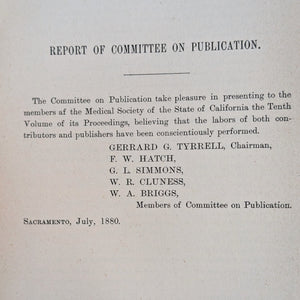 REPORT OF COMMITTEE ON PUBLICATION.
The Committee on Publication take pleasure in presenting to the
members af the Medical Society of the State of California the Tenth
Volume of its Proceedings, believing that the labors of both con-
tributors and publishers have been conscientiously performed.
GERRARD G. TYRRELL, Chairman,
F. W. HATCH,
G. L. SIMMONS,
W. R. CLUNESS,
W. A. BRIGGS,
Members of Committee on Publication.
SACRAMENTO, July, 1880.